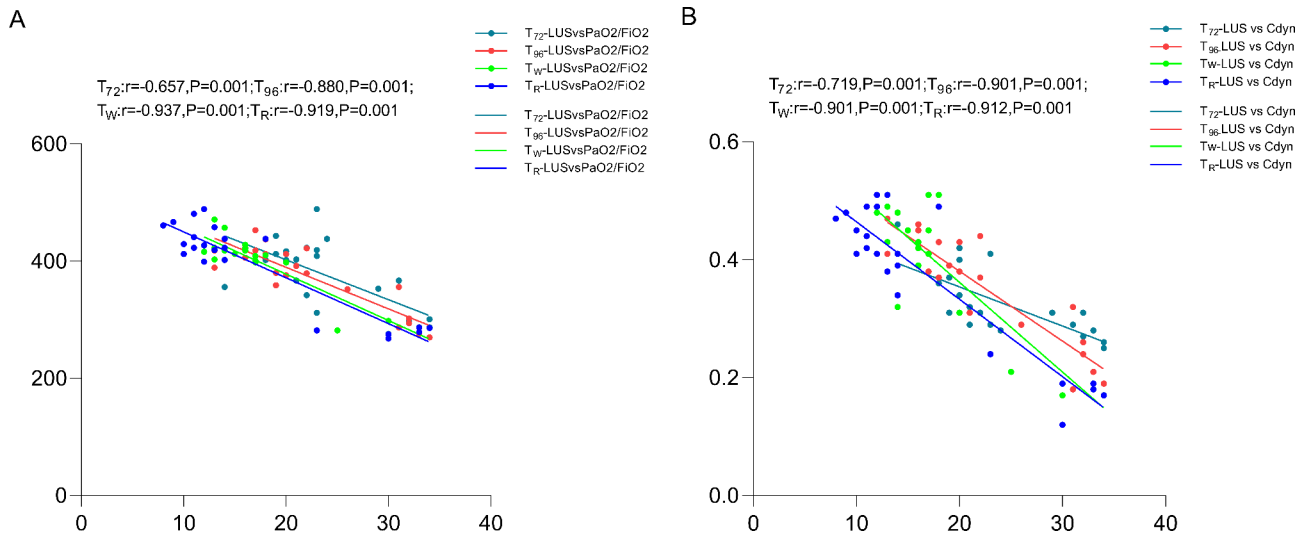 A
T72-LUSvsPaO2/FiO2
T96-LUSvsPaO2/FiO2
TW-LUSvsPaO2/FiO2
TR-LUSvsPaO2/FiO2
T72-LUSvsPaO2/FiO2
T96-LUSvsPaO2/FiO2
TW-LUSvsPaO2/FiO2
TR-LUSvsPaO2/FiO2
T72:r=-0.657,P=0.001;T96:r=-0.880,P=0.001;
TW:r=-0.937,P=0.001;TR:r=-0.919,P=0.001
600
400
200
0
0 10 20 30 40
B
T72-LUS vs Cdyn
T96-LUS vs Cdyn
Tw-LUS vs Cdyn
TR-LUS vs Cdyn
T72-LUS vs Cdyn
T96-LUS vs Cdyn
Tw-LUS vs Cdyn
TR-LUS vs Cdyn
T72:r=-0.719,P=0.001;T96:r=-0.901,P=0.001;
TW:r=-0.901,P=0.001;TR:r=-0.912,P=0.001
0.6
0.4
0.2
0.0
0 10 20 30 40